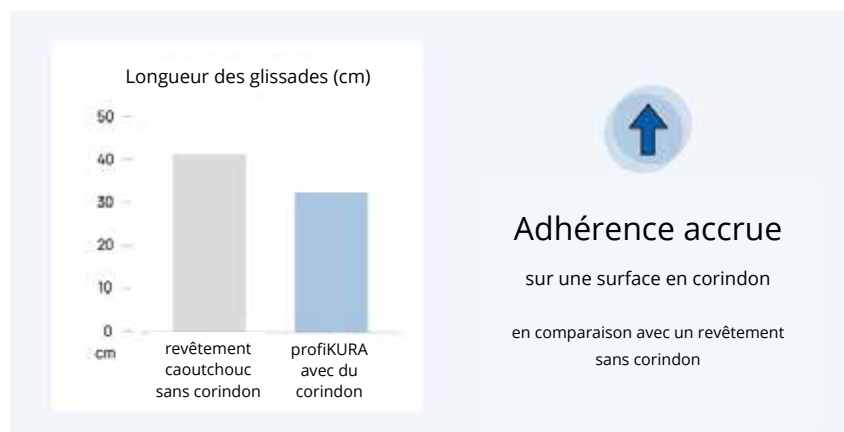 Longueur des glissades (cm)
50
40
30
20
10
0
cm
revêtement
caoutchouc
sans corindon
profiKURA
avec du
corindon
Adhérence accrue
sur une surface en corindon
en comparaison avec un revêtement
sans corindon